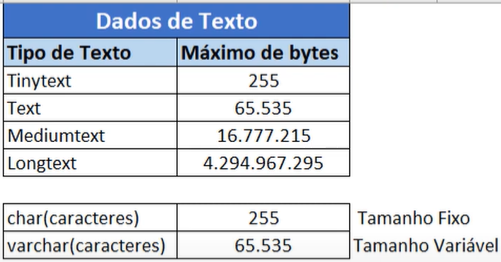 Dados de Texto
Tipo de Texto Máximo de bytes
Tinytext 255
Text 65.535
Mediumtext 16.777.215
Longtext 4.294.967.295
char(caracteres) 255 Tamanho Fixo
varchar(caracteres) 65.535 Tamanho Variável